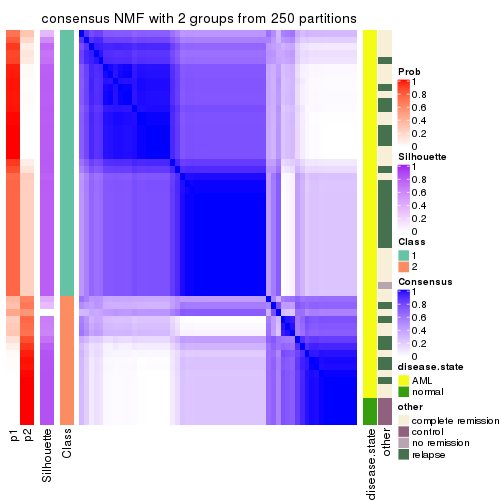 consensus NMF with 2 groups from 250 partitions
Prob
1
0.8
0.6
0.4
0.2
0
Silhouette
1
0.8
0.6
0.4
0.2
0
Class
1
2
Consensus
1
0.8
0.6
0.4
0.2
0
disease.state
AML
normal
other
complete remission
control
no remission
relapse
p1
p2
Silhouette
Class
disease.state
other